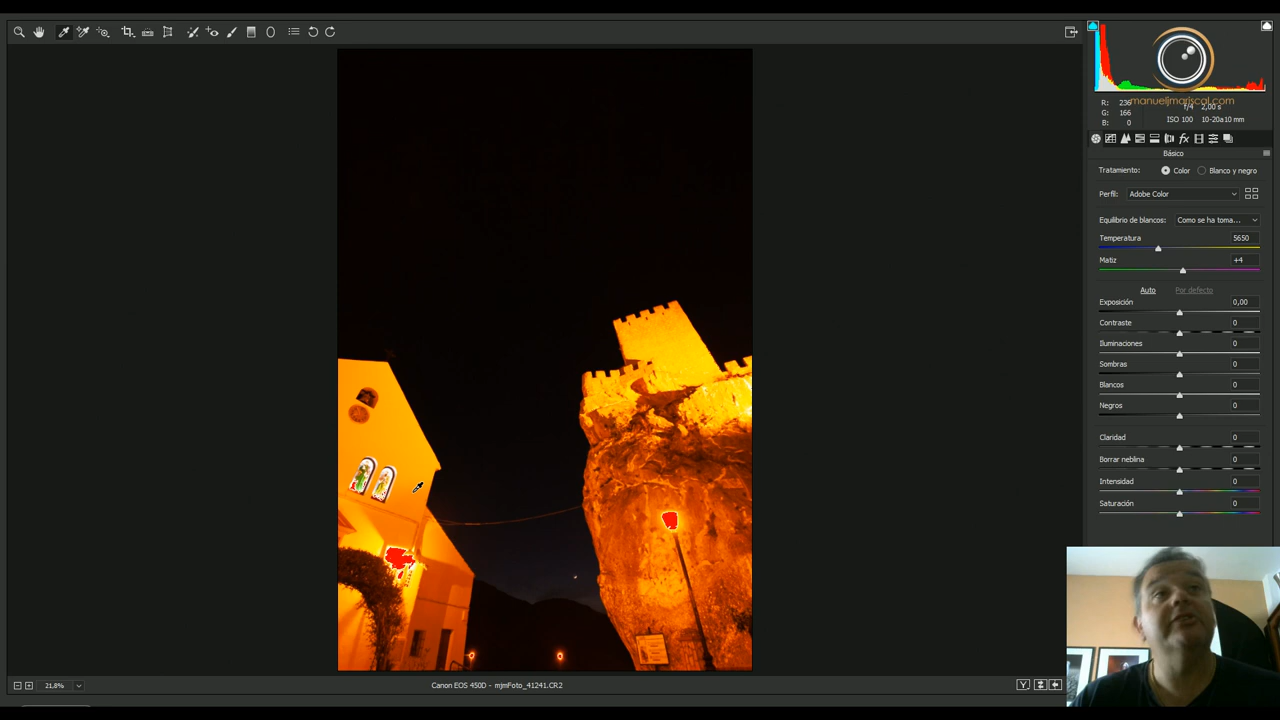 manueljmariscal.com
R: 236
G: 166
B: 0
f/4 2,00 s
ISO 100 10-20a10 mm
Básico
Tratamiento: Color Blanco y negro
Perfil: Adobe Color
Equilibrio de blancos: Como se ha toma...
Temperatura 5650
Matiz +4
Auto Por defecto
Exposición 0,00
Contraste 0
Iluminaciones 0
Sombras 0
Blancos 0
Negros 0
Claridad 0
Borrar neblina 0
Intensidad 0
Saturación 0
21,8% Canon EOS 450D - mjmFoto_41241.CR2 Y